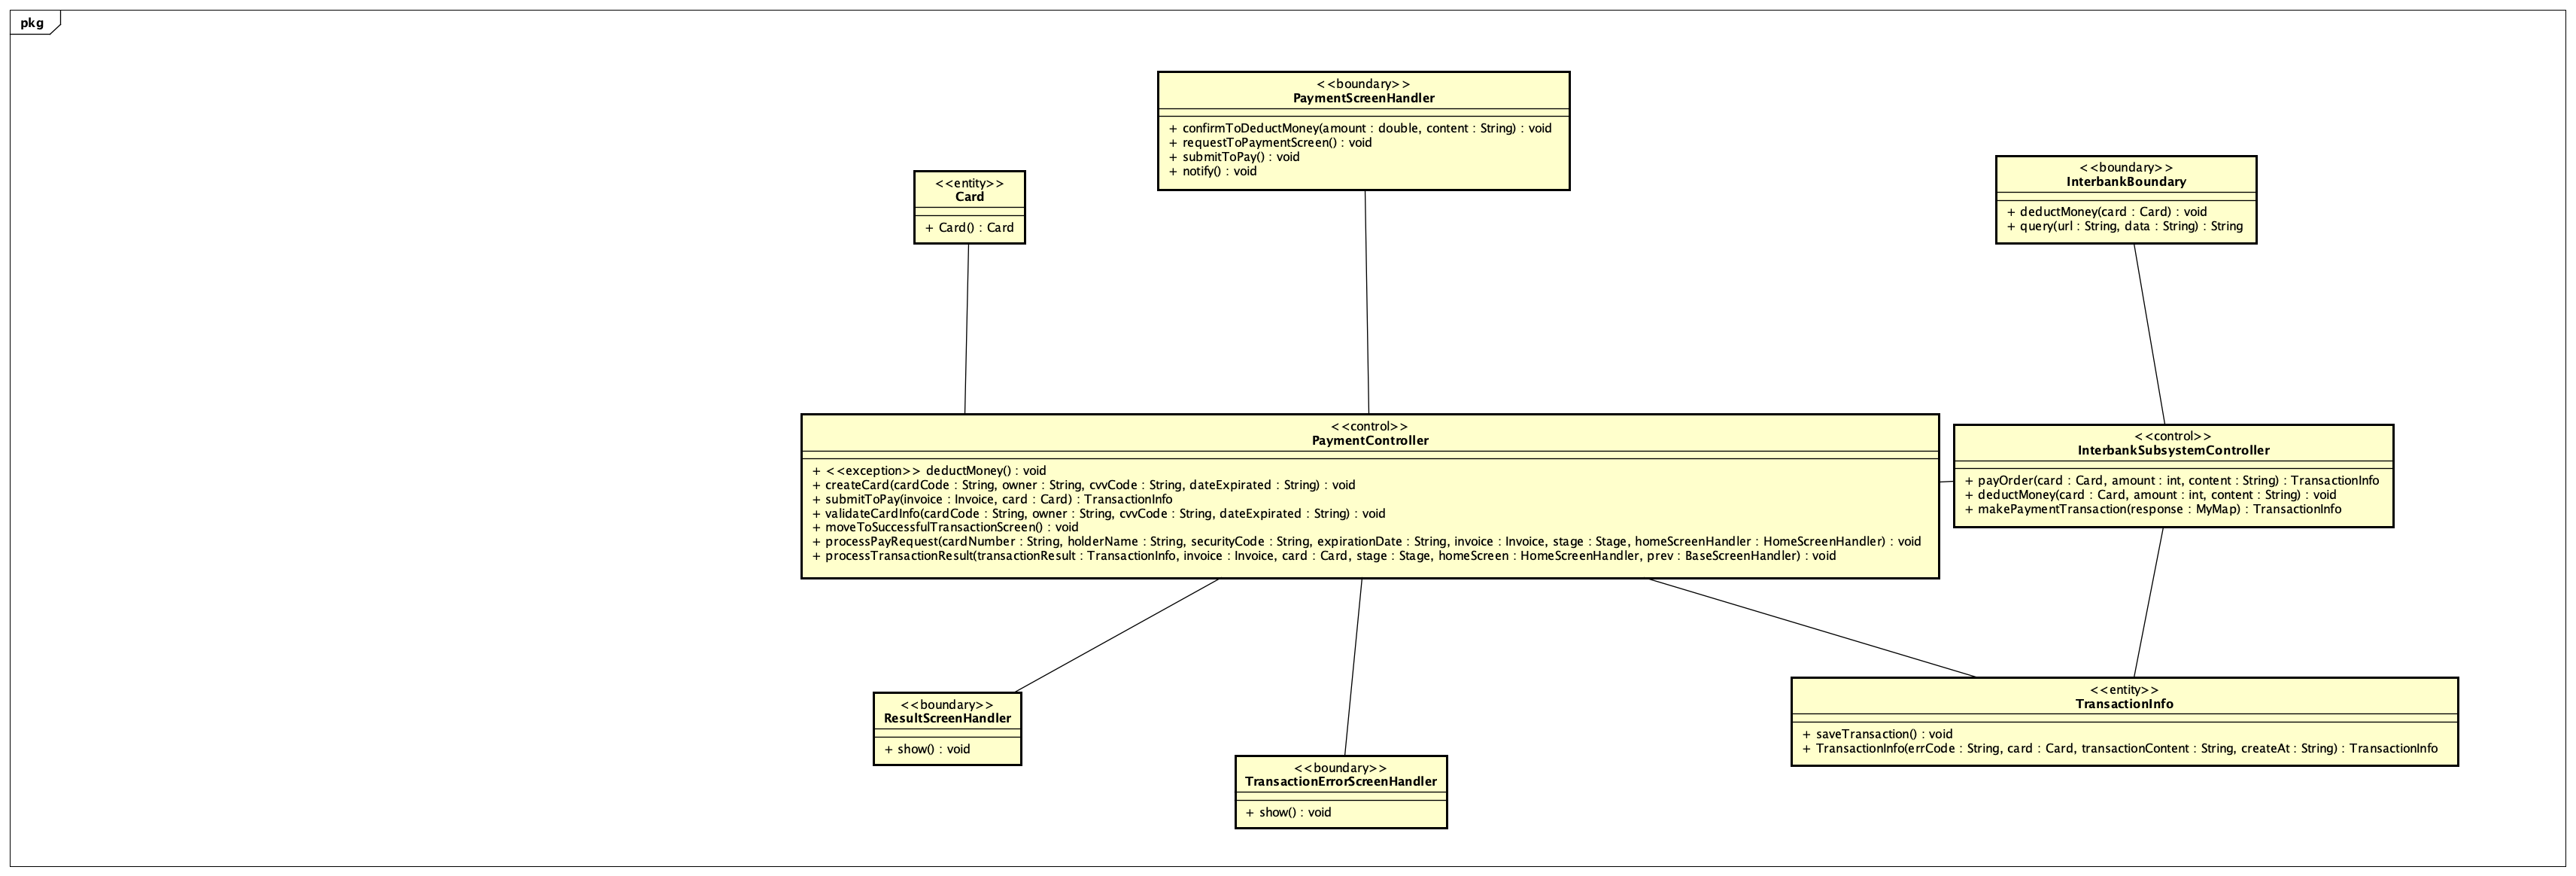 pkg
<<boundary>>
PaymentScreenHandler
+ confirmToDeductMoney(amount : double, content : String) : void
+ requestToPaymentScreen() : void
+ submitToPay() : void
+ notify() : void
<<boundary>>
InterbankBoundary
+ deductMoney(card : Card) : void
+ query(url : String, data : String) : String
<<entity>>
Card
+ Card() : Card
<<control>>
PaymentController
+ <<exception>> deductMoney() : void
+ createCard(cardCode : String, owner : String, cvvCode : String, dateExpirated : String) : void
+ submitToPay(invoice : Invoice, card : Card) : TransactionInfo
+ validateCardInfo(cardCode : String, owner : String, cvvCode : String, dateExpirated : String) : void
+ moveToSuccessfulTransactionScreen() : void
+ processPayRequest(cardNumber : String, holderName : String, securityCode : String, expirationDate : String, invoice : Invoice, stage : Stage, homeScreenHandler : HomeScreenHandler) : void
+ processTransactionResult(transactionResult : TransactionInfo, invoice : Invoice, card : Card, stage : Stage, homeScreen : HomeScreenHandler, prev : BaseScreenHandler) : void
<<control>>
InterbankSubsystemController
+ payOrder(card : Card, amount : int, content : String) : TransactionInfo
+ deductMoney(card : Card, amount : int, content : String) : void
+ makePaymentTransaction(response : MyMap) : TransactionInfo
<<boundary>>
ResultScreenHandler
+ show() : void
<<boundary>>
TransactionErrorScreenHandler
+ show() : void
<<entity>>
TransactionInfo
+ saveTransaction() : void
+ TransactionInfo(errCode : String, card : Card, transactionContent : String, createAt : String) : TransactionInfo